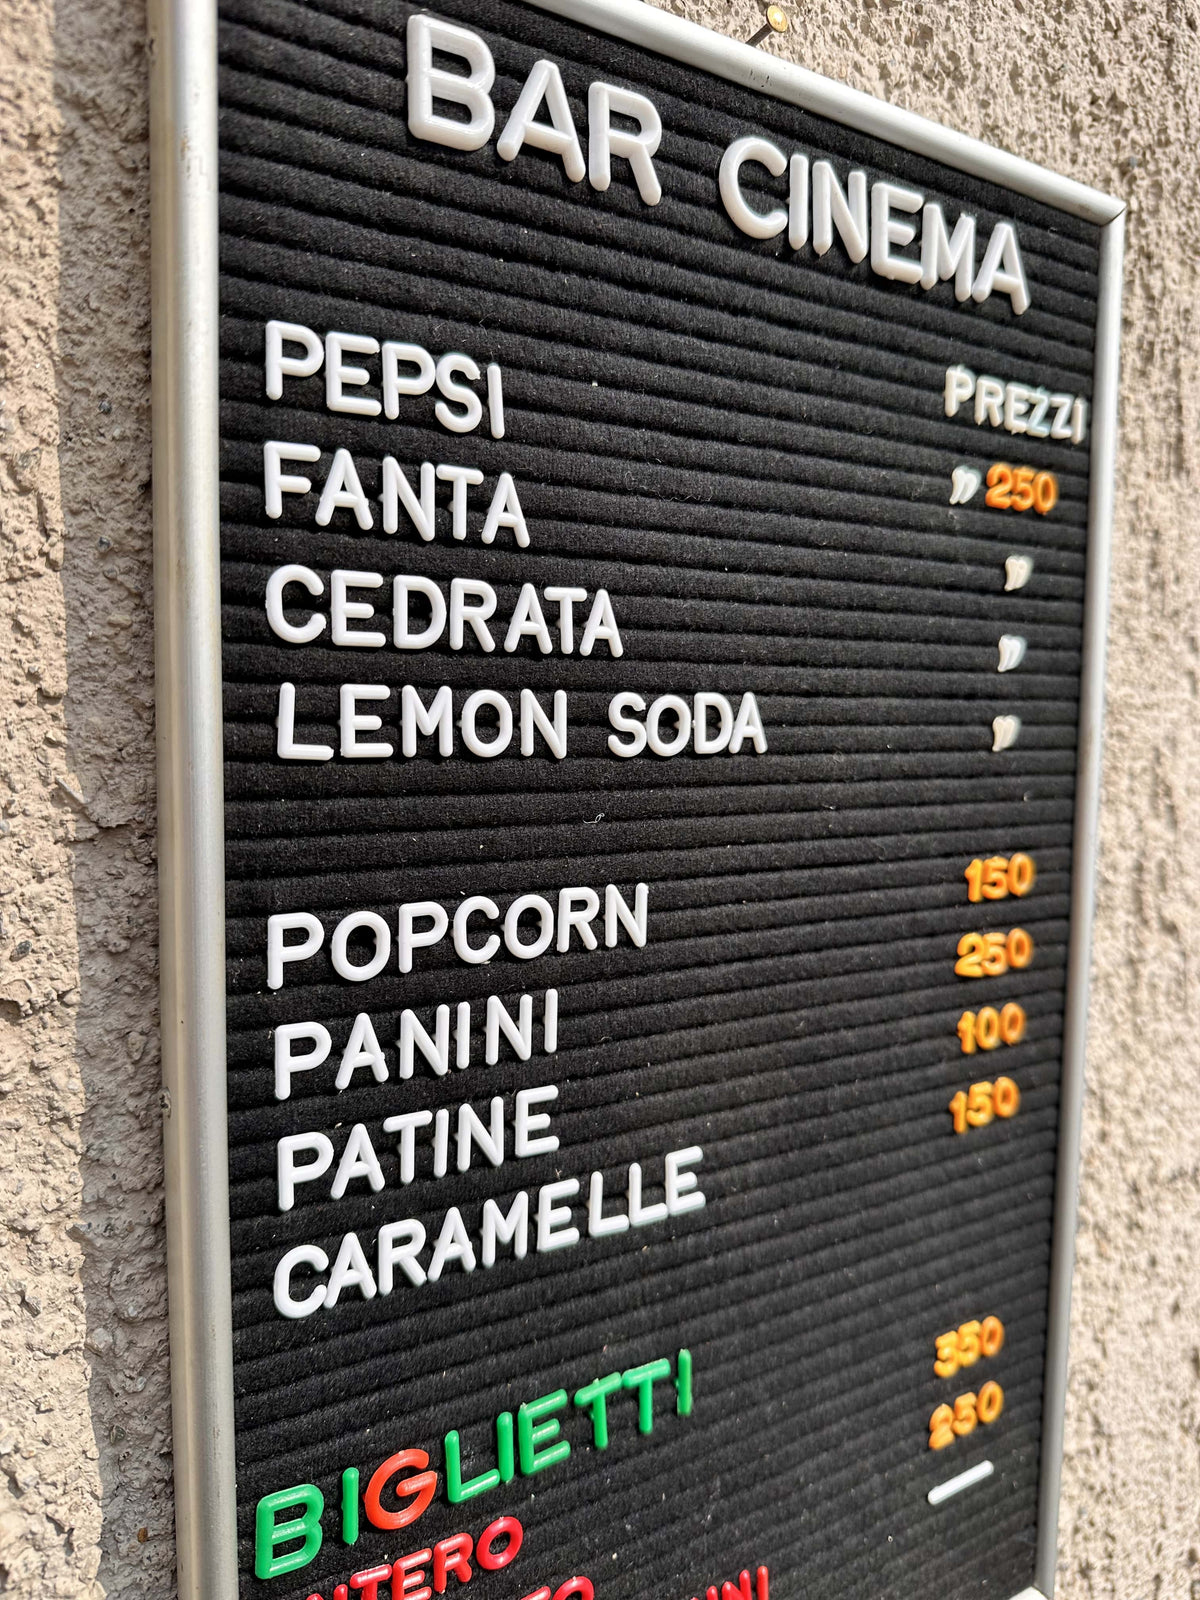 BAR CINEMA
PREZZI
PEPSI " 250
FANTA "
CEDRATA "
LEMON SODA "
POPCORN 150
PANINI 250
PATINE 100
CARAMELLE 150
BIGLIETTI
INTERO 350
250
—